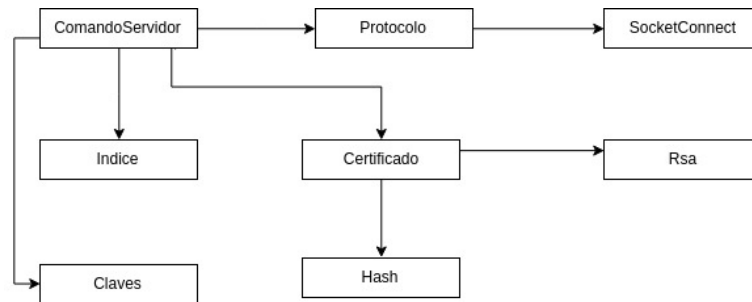 ComandoServidor
Protocolo
SocketConnect
Indice
Certificado
Rsa
Claves
Hash